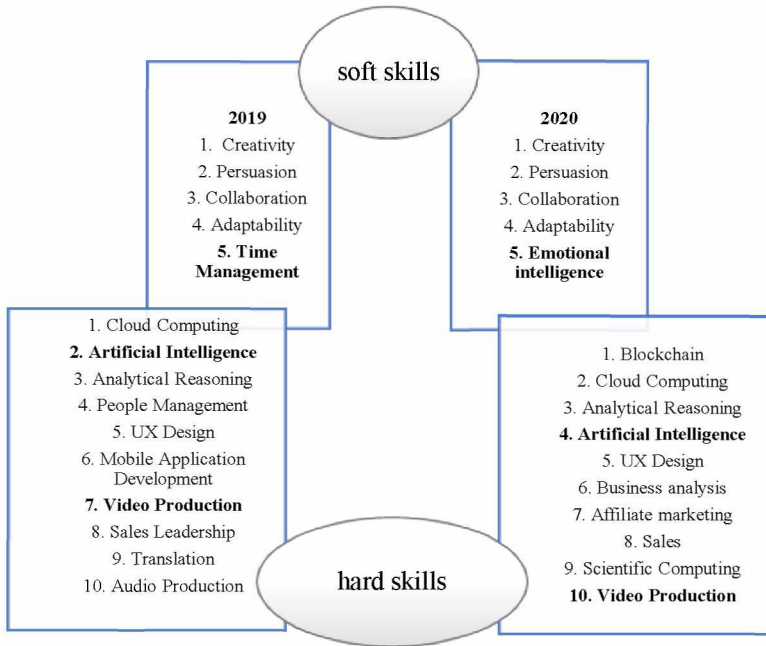 soft skills
2019
1. Creativity
2. Persuasion
3. Collaboration
4. Adaptability
5. Time
Management
2020
1. Creativity
2. Persuasion
3. Collaboration
4. Adaptability
5. Emotional
intelligence
1. Cloud Computing
2. Artificial Intelligence
3. Analytical Reasoning
4. People Management
5. UX Design
6. Mobile Application
Development
7. Video Production
8. Sales Leadership
9. Translation
10. Audio Production
1. Blockchain
2. Cloud Computing
3. Analytical Reasoning
4. Artificial Intelligence
5. UX Design
6. Business analysis
7. Affiliate marketing
8. Sales
9. Scientific Computing
10. Video Production
hard skills